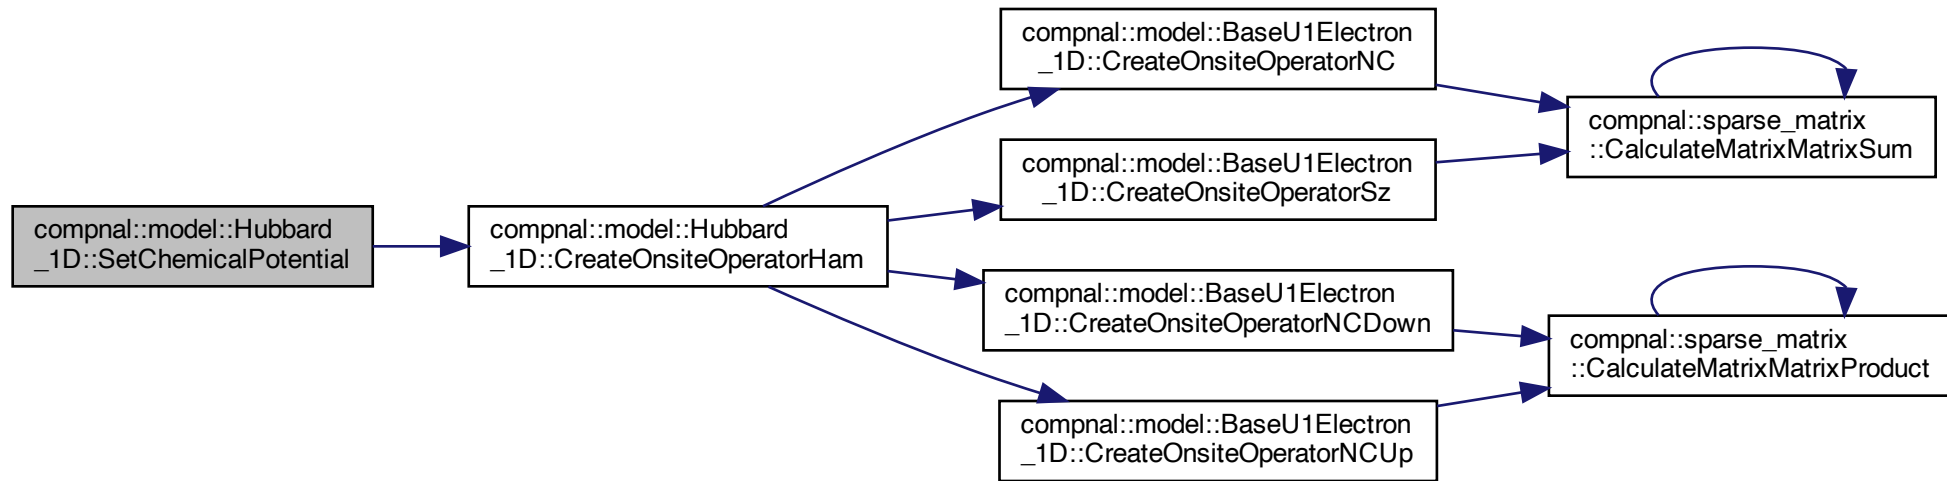 compnal::model::Hubbard
_1D::SetChemicalPotential
compnal::model::Hubbard
_1D::CreateOnsiteOperatorHam
compnal::model::BaseU1Electron
_1D::CreateOnsiteOperatorNC
compnal::model::BaseU1Electron
_1D::CreateOnsiteOperatorSz
compnal::model::BaseU1Electron
_1D::CreateOnsiteOperatorNCDown
compnal::model::BaseU1Electron
_1D::CreateOnsiteOperatorNCUp
compnal::sparse_matrix
::CalculateMatrixMatrixSum
compnal::sparse_matrix
::CalculateMatrixMatrixProduct